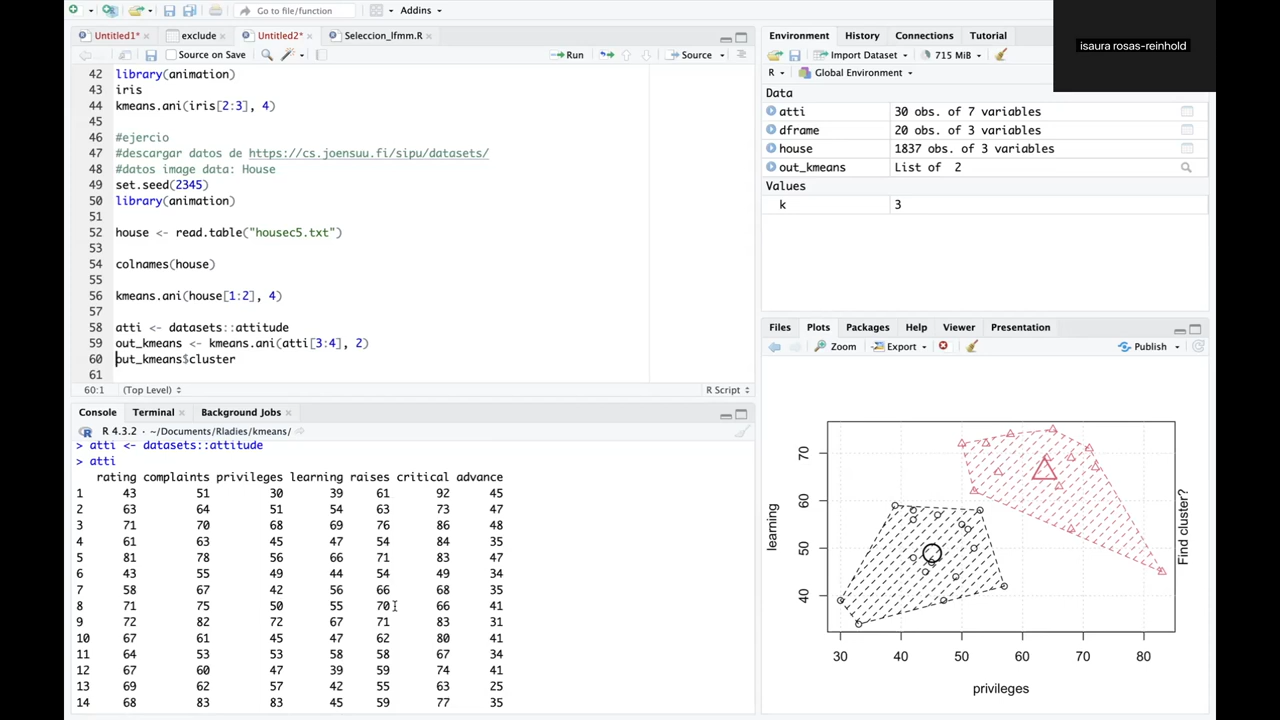 Go to file/function
Addins
isaura rosas-reinhold
Untitled1*
exclude
Untitled2*
Seleccion_lfmm.R
Source on Save
Run
Source
42 library(animation)
43 iris
44 kmeans.ani(iris[2:3], 4)
45
46 #ejercio
47 #descargar datos de https://cs.joensuu.fi/sipu/datasets/
48 #datos image data: House
49 set.seed(2345)
50 library(animation)
51
52 house <- read.table("housec5.txt")
53
54 colnames(house)
55
56 kmeans.ani(house[1:2], 4)
57
58 atti <- datasets::attitude
59 out_kmeans <- kmeans.ani(atti[3:4], 2)
60 out_kmeans$cluster
61
60:1 (Top Level) R Script
Console Terminal Background Jobs
R 4.3.2 · ~/Documents/Rladies/kmeans/
> atti <- datasets::attitude
> atti
rating complaints privileges learning raises critical advance
1 43 51 30 39 61 92 45
2 63 64 51 54 63 73 47
3 71 70 68 69 76 86 48
4 61 63 45 47 54 84 35
5 81 78 56 66 71 83 47
6 43 55 49 44 54 49 34
7 58 67 42 56 66 68 35
8 71 75 50 55 70 66 41
9 72 82 72 67 71 83 31
10 67 61 45 47 62 80 41
11 64 53 53 58 58 67 34
12 67 60 47 39 59 74 41
13 69 62 57 42 55 63 25
14 68 83 83 45 59 77 35
Environment History Connections Tutorial
Import Dataset 715 MiB
R Global Environment
Data
atti 30 obs. of 7 variables
dframe 20 obs. of 3 variables
house 1837 obs. of 3 variables
out_kmeans List of 2
Values
k 3
Files Plots Packages Help Viewer Presentation
Zoom Export Publish
70
60
50
40
learning
Find cluster?
30 40 50 60 70 80
privileges